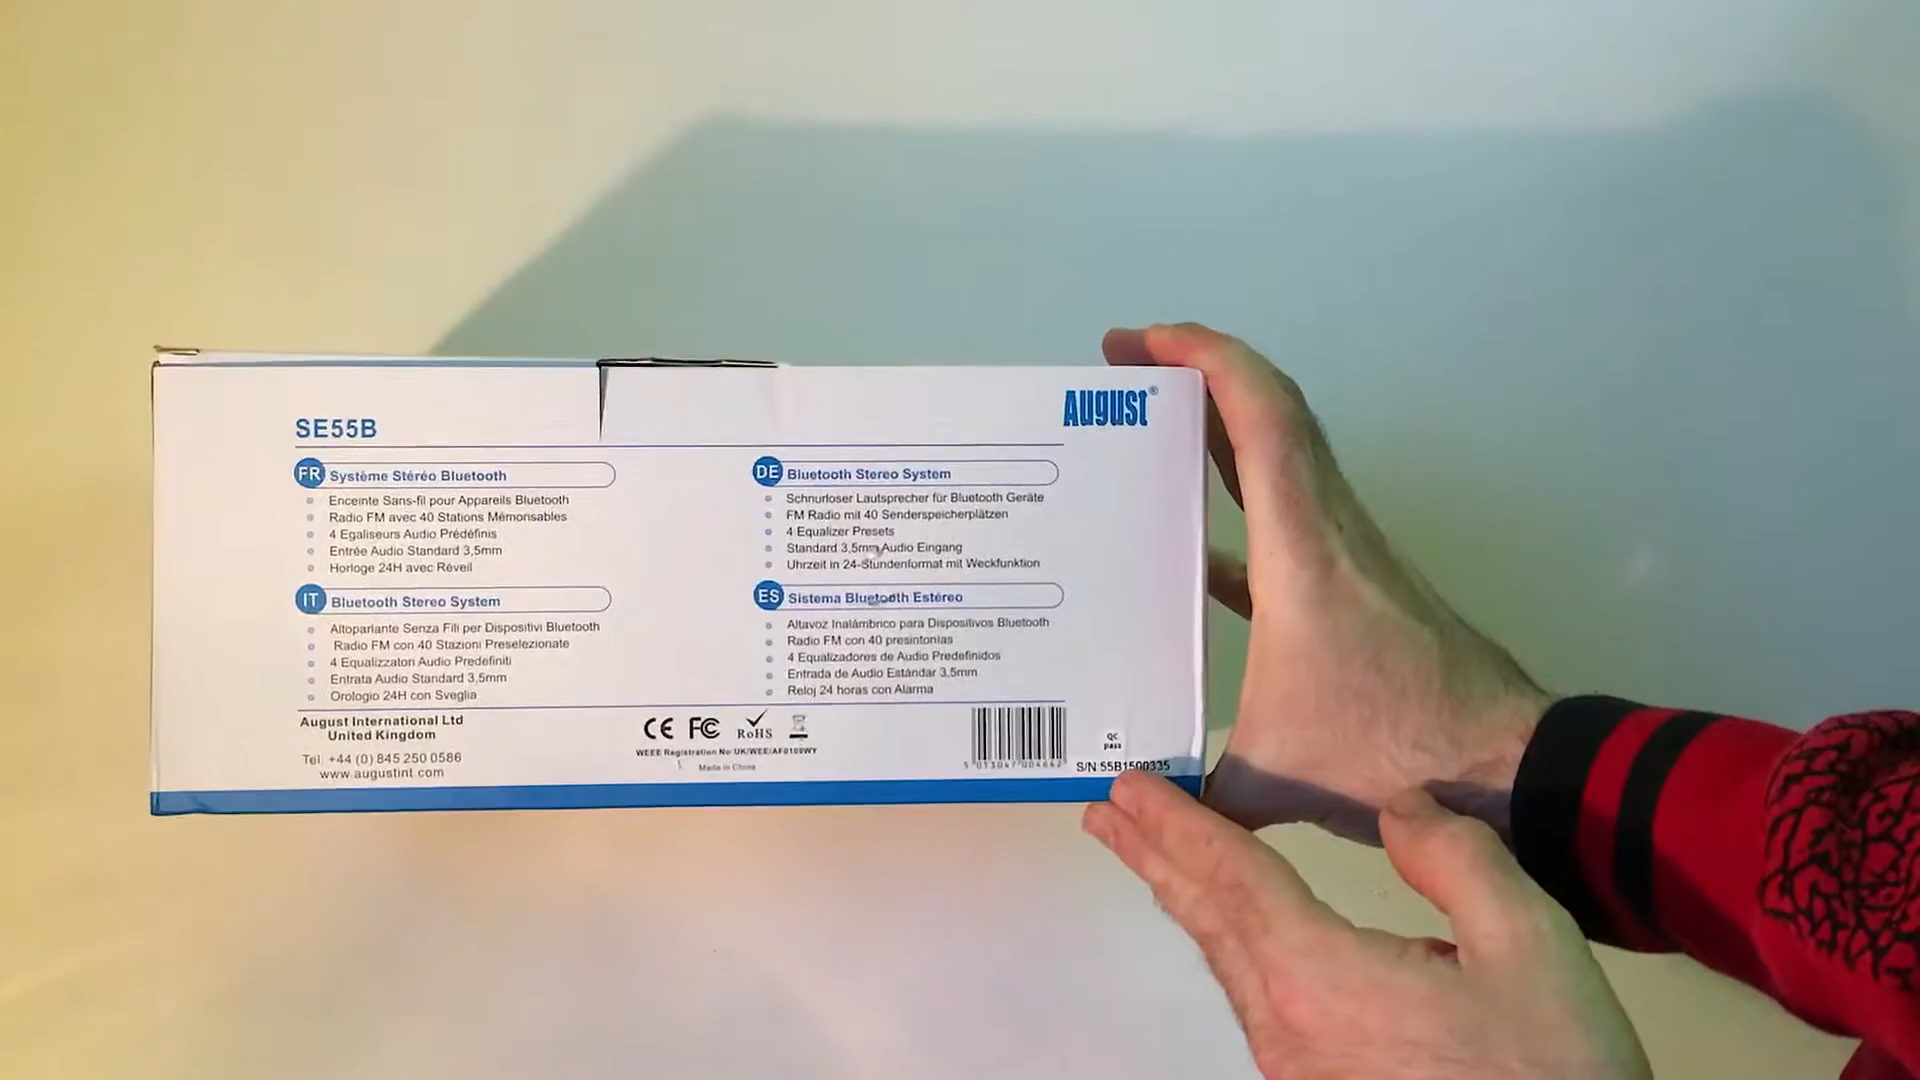 August®
SE55B
FR Système Stéréo Bluetooth
Enceinte Sans-fil pour Appareils Bluetooth
Radio FM avec 40 Stations Mémorisables
4 Egaliseurs Audio Prédéfinis
Entrée Audio Standard 3,5mm
Horloge 24H avec Réveil
DE Bluetooth Stereo System
Schnurloser Lautsprecher für Bluetooth Geräte
FM Radio mit 40 Senderspeicherplätzen
4 Equalizer Presets
Standard 3,5mm Audio Eingang
Uhrzeit in 24-Stundenformat mit Weckfunktion
IT Bluetooth Stereo System
Altoparlante Senza Fili per Dispositivi Bluetooth
Radio FM con 40 Stazioni Preselezionate
4 Equalizzatori Audio Predefiniti
Entrata Audio Standard 3,5mm
Orologio 24H con Sveglia
ES Sistema Bluetooth Estéreo
Altavoz Inalámbrico para Dispositivos Bluetooth
Radio FM con 40 presintonías
4 Equalizadores de Audio Predefinidos
Entrada de Audio Estándar 3,5mm
Reloj 24 horas con Alarma
August International Ltd
United Kingdom
Tel: +44 (0) 845 250 0586
www.augustint.com
CE FC RoHS
WEEE Registration No:
Made in China
QC
pass
S/N:55B1500335